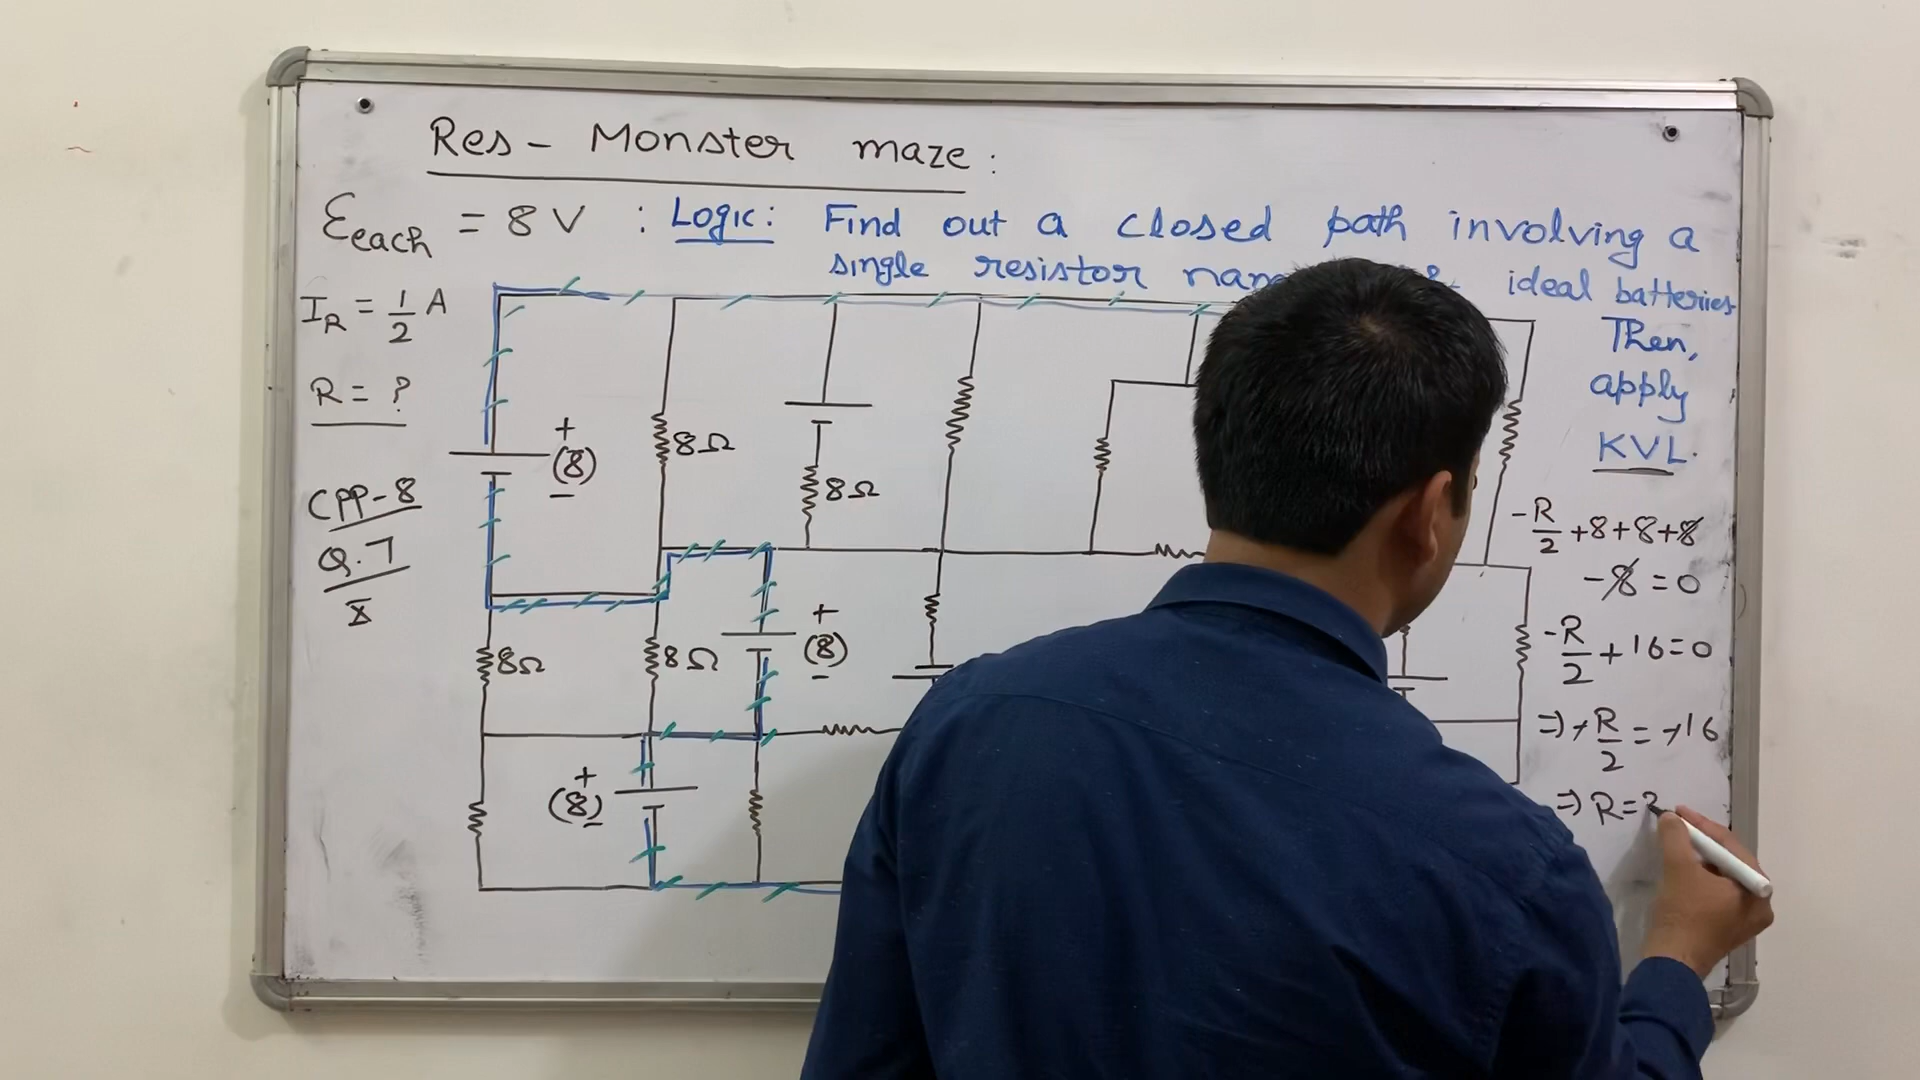 Res - Monster maze :
Ɛeach = 8 V : Logic: Find out a closed path involving a
single resistor ideal batteries.
Then,
apply
KVL.
I_R = 1/2 A
R = ?
CPP-8
Q.7
+
(8)
−
8Ω
8Ω
8Ω
8Ω
+
(8)
−
+
(8)
−
-R/2 +8+8+8
-8 = 0
-R/2 + 16 = 0
=) +R/2 = +16
=) R =